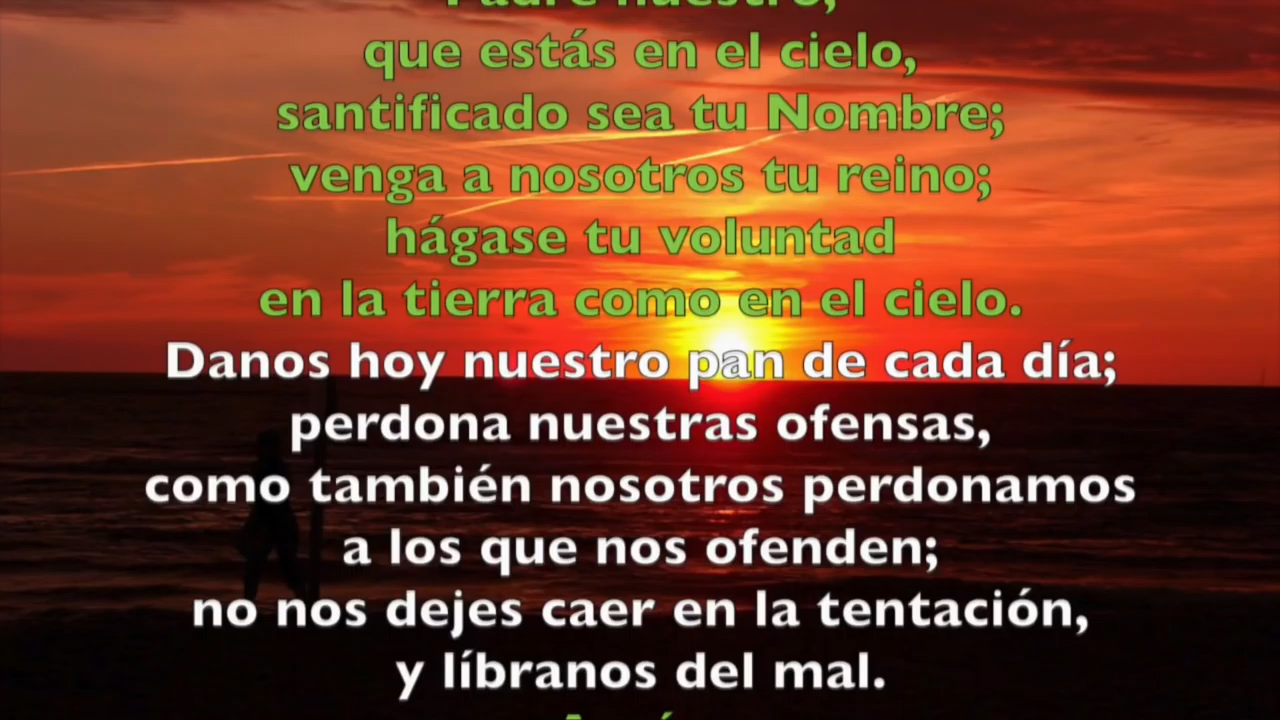 Padre nuestro,
que estás en el cielo,
santificado sea tu Nombre;
venga a nosotros tu reino;
hágase tu voluntad
en la tierra como en el cielo.
Danos hoy nuestro pan de cada día;
perdona nuestras ofensas,
como también nosotros perdonamos
a los que nos ofenden;
no nos dejes caer en la tentación,
y líbranos del mal.